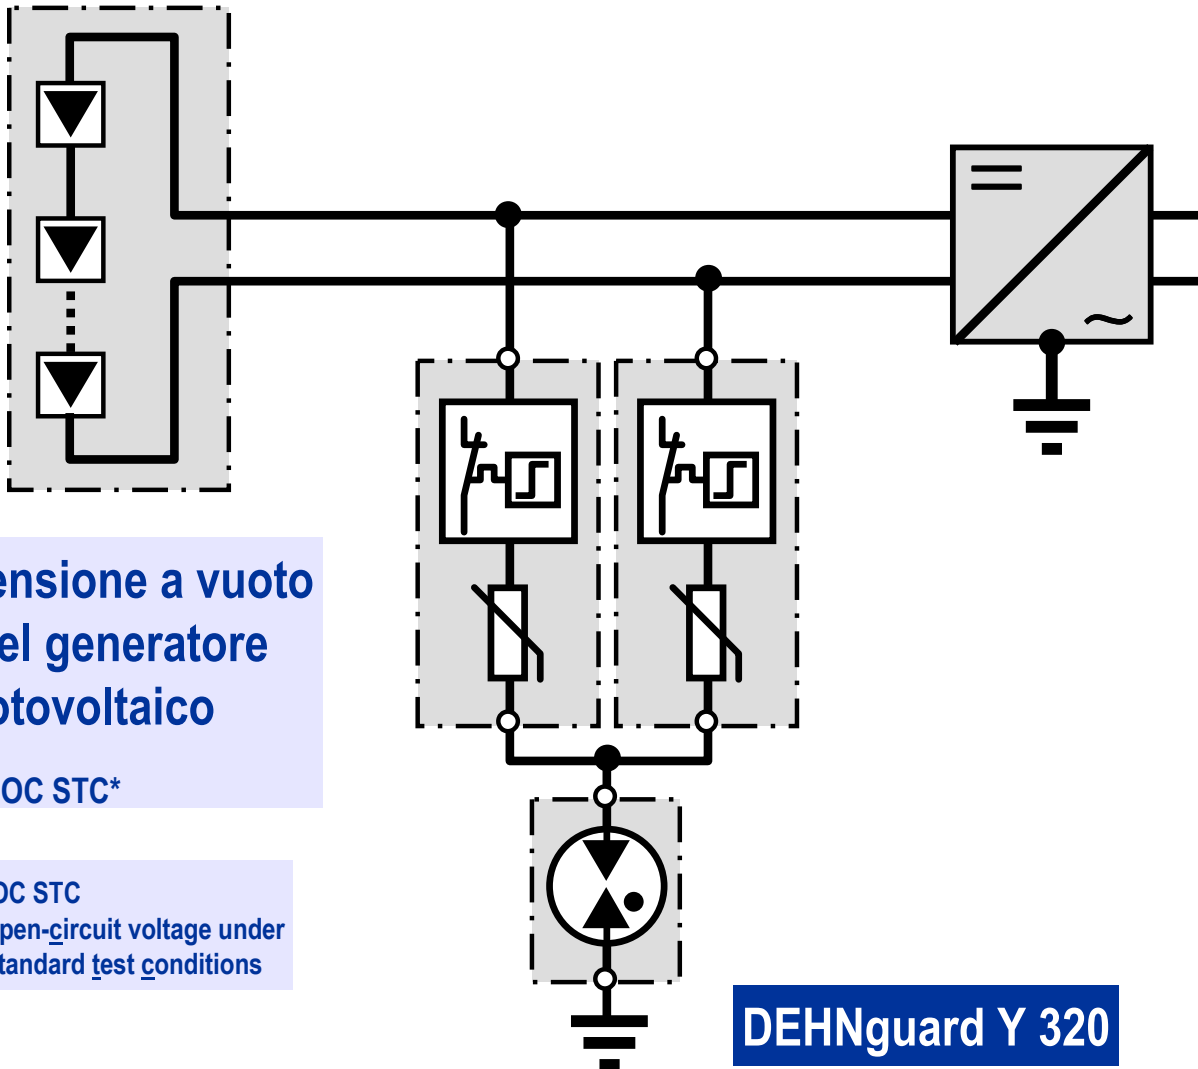 ensione a vuoto
el generatore
otovoltaico
OC STC*
OC STC
pen-circuit voltage under
tandard test conditions
DEHNguard Y 320